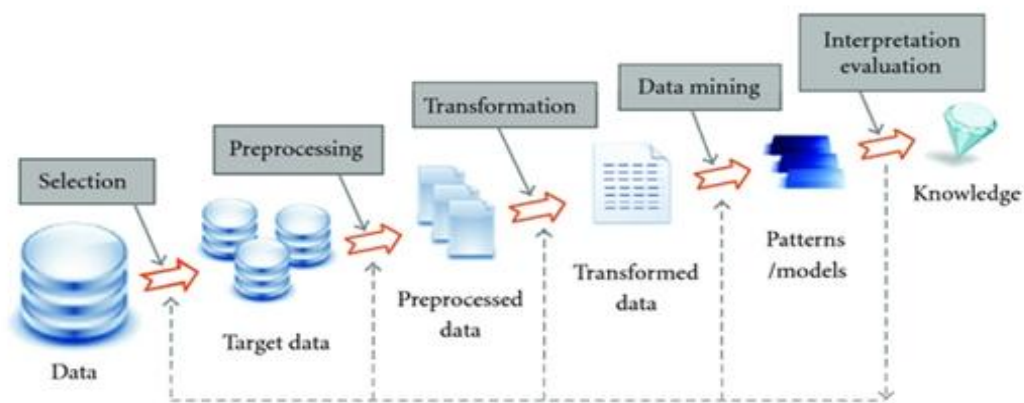 Selection
Preprocessing
Transformation
Data mining
Interpretation
evaluation
Data
Target data
Preprocessed
data
Transformed
data
Patterns
/models
Knowledge